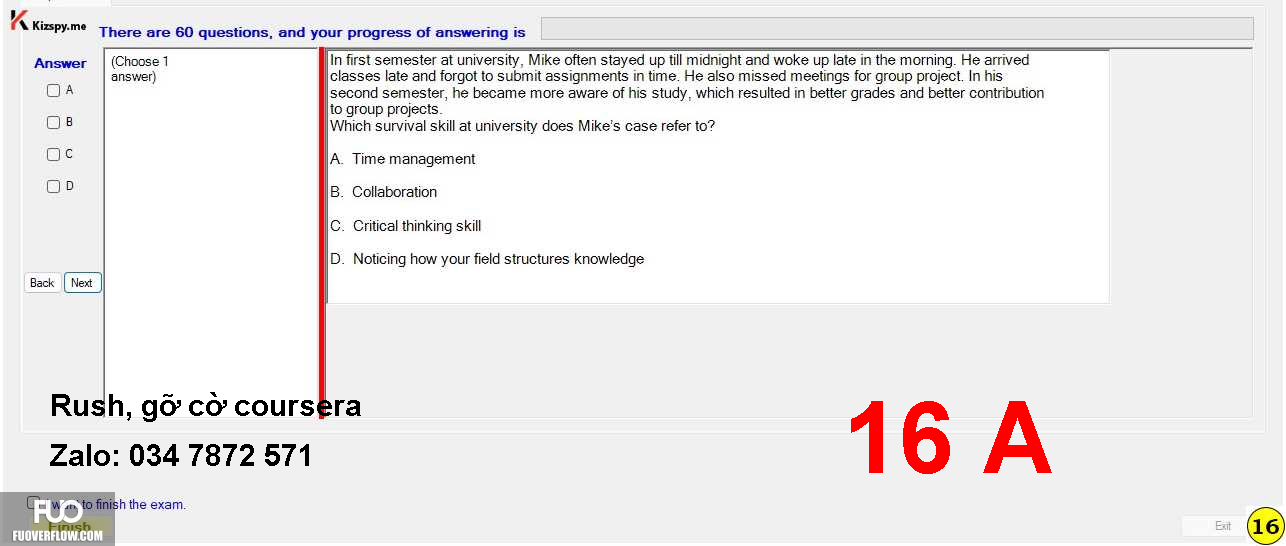 Kizspy.me
There are 60 questions, and your progress of answering is
Answer
(Choose 1
answer)
A
B
C
D
Back
Next
In first semester at university, Mike often stayed up till midnight and woke up late in the morning. He arrived
classes late and forgot to submit assignments in time. He also missed meetings for group project. In his
second semester, he became more aware of his study, which resulted in better grades and better contribution
to group projects.
Which survival skill at university does Mike's case refer to?
A. Time management
B. Collaboration
C. Critical thinking skill
D. Noticing how your field structures knowledge
Rush, gỡ cờ coursera
Zalo: 034 7872 571
16 A
I want to finish the exam.
Finish
FUO
FUOVERFLOW.COM
Exit
16